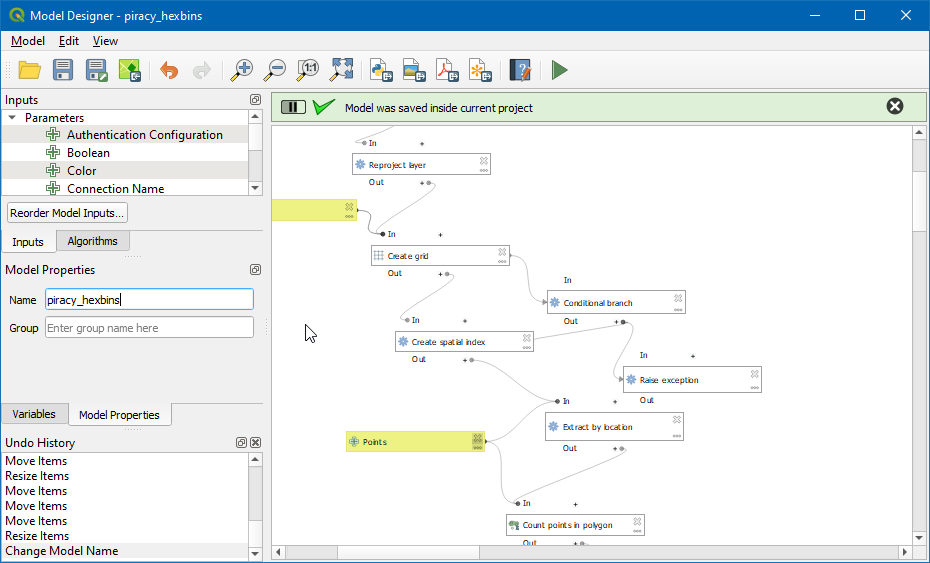 Model Designer - piracy_hexbins
Model Edit View
1:1
Inputs
Parameters
Authentication Configuration
Boolean
Color
Connection Name
Reorder Model Inputs...
Inputs Algorithms
Model Properties
Name piracy_hexbins
Group Enter group name here
Variables Model Properties
Undo History
Move Items
Resize Items
Move Items
Move Items
Move Items
Resize Items
Change Model Name
Model was saved inside current project
In +
Reproject layer
Out +
In +
Create grid
Out +
In
Conditional branch
Out +
In +
Create spatial index
Out +
In +
Raise exception
Out
In +
Extract by location
Out +
Points
In +
Count points in polygon
Out +